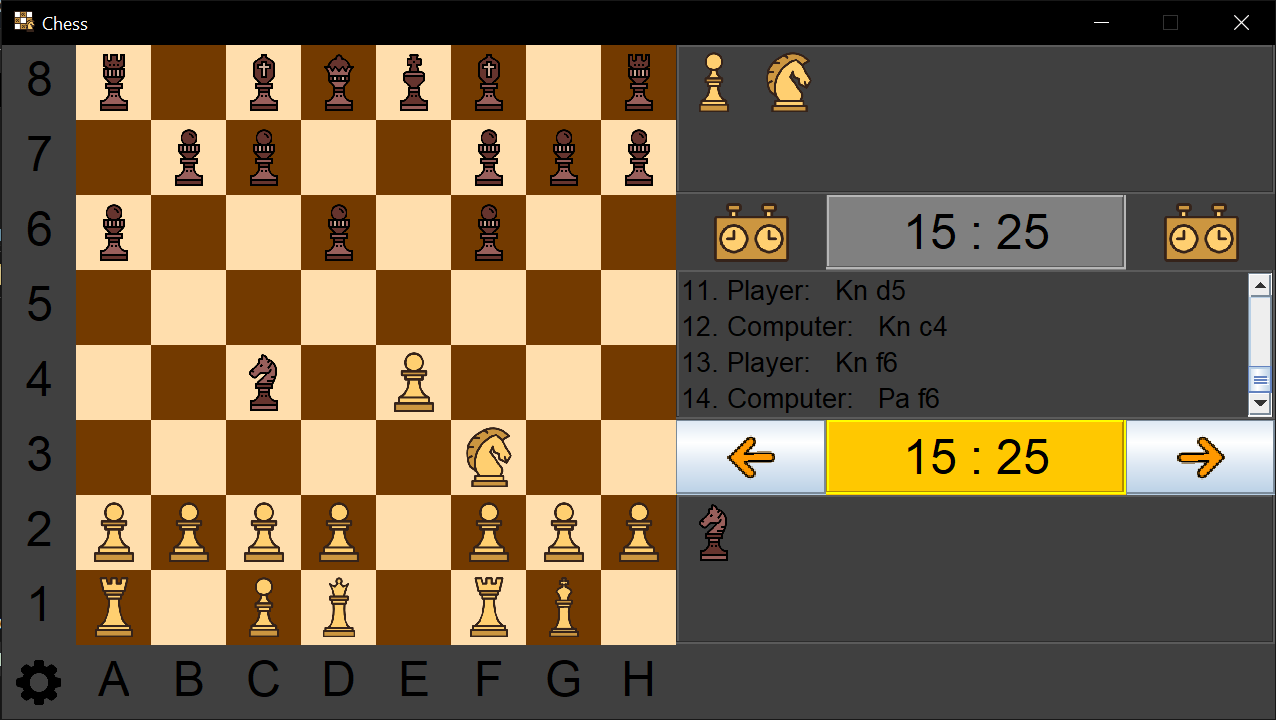 Chess
8
7
6
5
4
3
2
1
A B C D E F G H
15 : 25
11. Player: Kn d5
12. Computer: Kn c4
13. Player: Kn f6
14. Computer: Pa f6
15 : 25